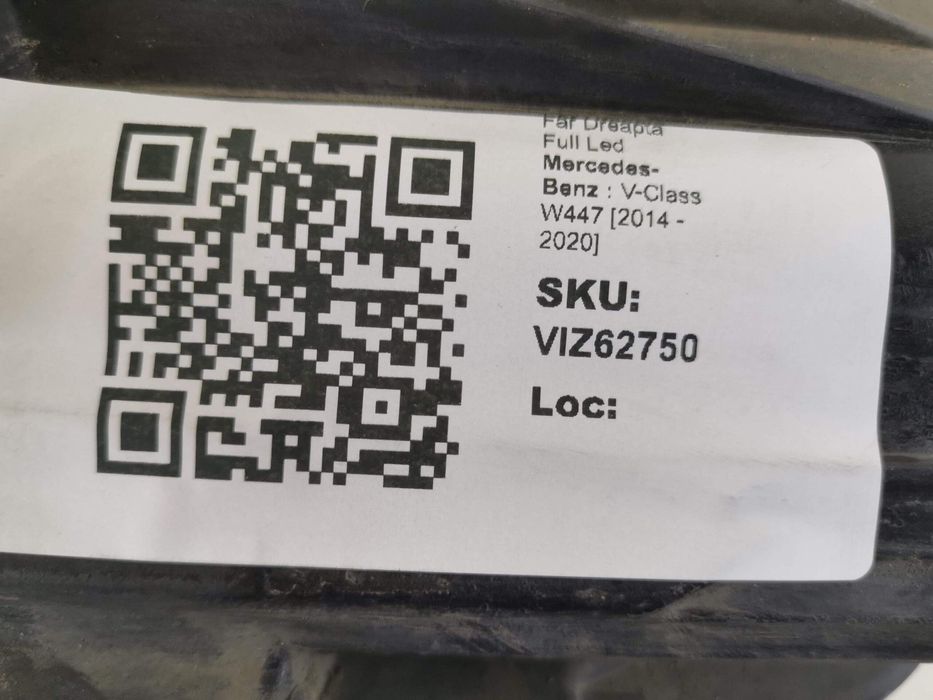 Far Dreapta
Full Led
Mercedes-
Benz : V-Class
W447 [2014 -
2020]
SKU:
VIZ62750
Loc: